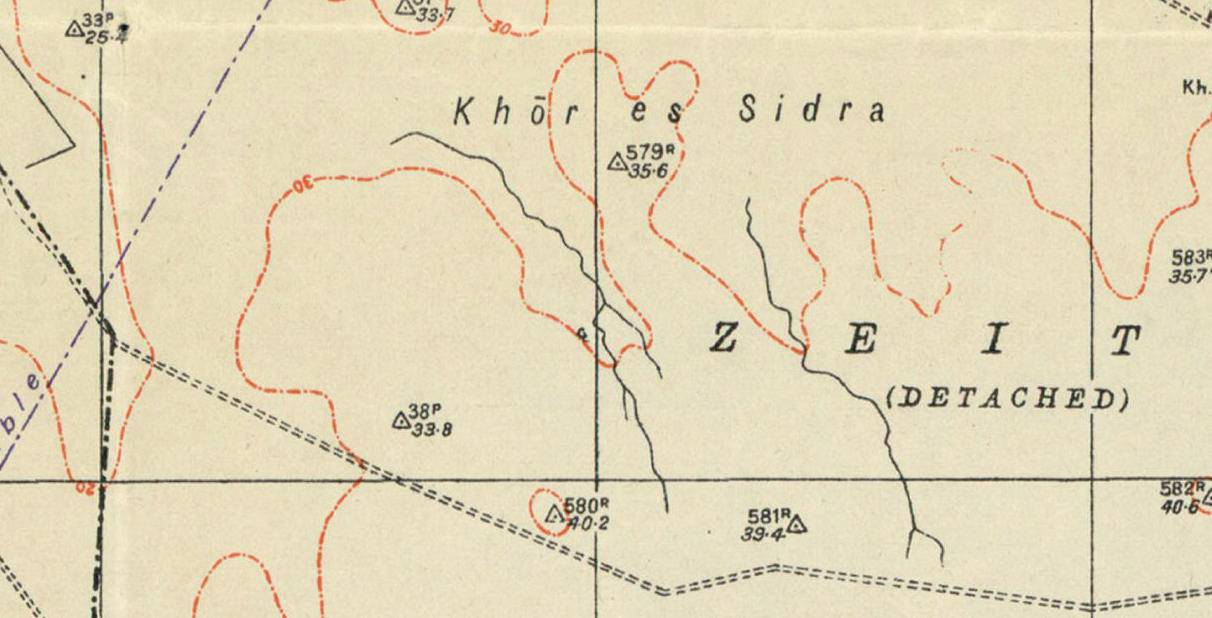 33.7
30
33P
25.4
Kh.
Khōr es Sidra
579R
35.6
30
583R
35.7
Z E I T
(DETACHED)
ble
38P
33.8
20
580R
40.2
581R
39.4
582R
40.6